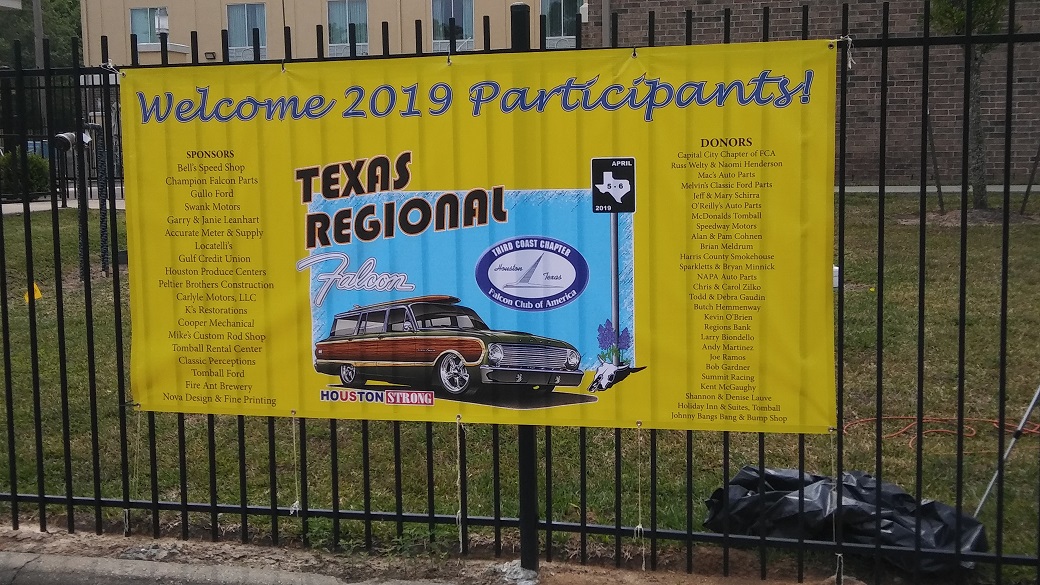 Welcome 2019 Participants!
SPONSORS
Bell's Speed Shop
Champion Falcon Parts
Gullo Ford
Swank Motors
Garry & Janie Leanhart
Accurate Meter & Supply
Locatelli's
Gulf Credit Union
Houston Produce Centers
Peltier Brothers Construction
Carlyle Motors, LLC
K's Restorations
Cooper Mechanical
Mike's Custom Rod Shop
Tomball Rental Center
Classic Perceptions
Tomball Ford
Fire Ant Brewery
Nova Design & Fine Printing
TEXAS
REGIONAL
Falcon
APRIL
5 - 6
2019
THIRD COAST CHAPTER
Houston Texas
Falcon Club of America
HOUSTON STRONG
DONORS
Capital City Chapter of FCA
Russ Welty & Naomi Henderson
Mac's Auto Parts
Melvin's Classic Ford Parts
Jeff & Mary Schirra
O'Reilly's Auto Parts
McDonalds Tomball
Speedway Motors
Alan & Pam Cohnen
Brian Meldrum
Harris County Smokehouse
Sparkletts & Bryan Minnick
NAPA Auto Parts
Chris & Carol Zilko
Todd & Debra Gaudin
Butch Hemmenway
Kevin O'Brien
Regions Bank
Larry Biondello
Andy Martinez
Joe Ramos
Bob Gardner
Summit Racing
Kent McGaughy
Shannon & Denise Lauve
Holiday Inn & Suites, Tomball
Johnny Bangs Bang & Bump Shop